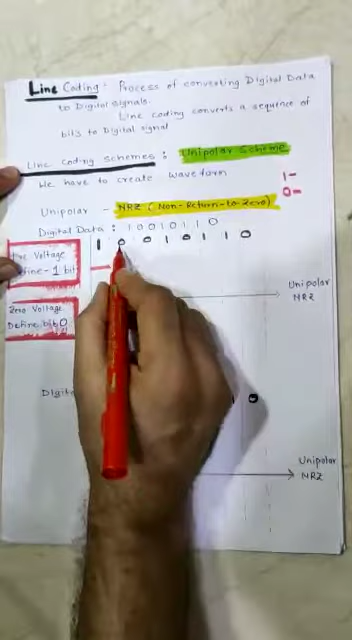 Line Coding: Process of converting Digital Data
to Digital signals.
Line coding converts a sequence of
bits to Digital signal
Line coding schemes: Unipolar Scheme
We have to create waveform
1-
0-
Unipolar - NRZ (Non-Return-to Zero)
Digital Data: 10010110
1 0 0 1 0 1 1 0
Voltage
Define-1 bit
Zero Voltage
Define bit 0
Unipolar
NRZ
Unipolar
NRZ